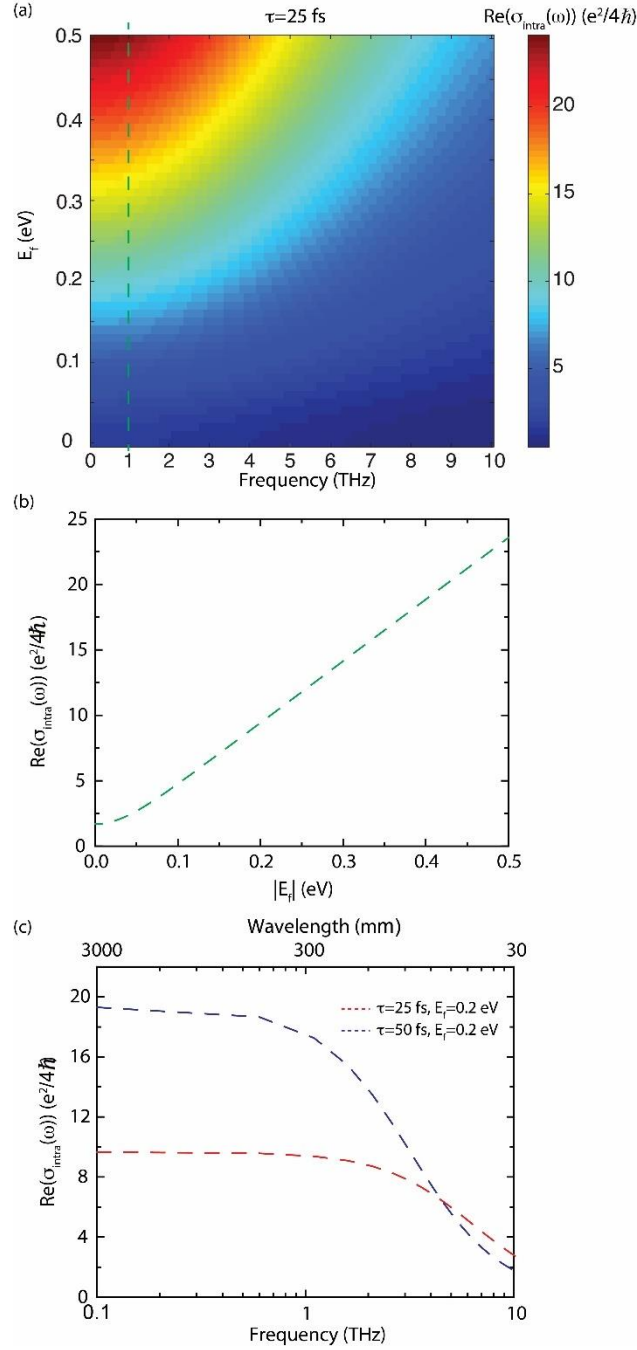 (a)
τ=25 fs
Re(σintra(ω)) (e²/4ℏ)
0.5
0.4
0.3
0.2
0.1
0
E_f (eV)
0 1 2 3 4 5 6 7 8 9 10
Frequency (THz)
20
15
10
5
(b)
25
20
15
10
5
0
Re(σintra(ω)) (e²/4ℏ)
0.0 0.1 0.2 0.3 0.4 0.5
|E_f| (eV)
(c)
Wavelength (mm)
3000 300 30
20
16
12
8
4
0
Re(σintra(ω)) (e²/4ℏ)
τ=25 fs, E_f=0.2 eV
τ=50 fs, E_f=0.2 eV
0.1 1 10
Frequency (THz)